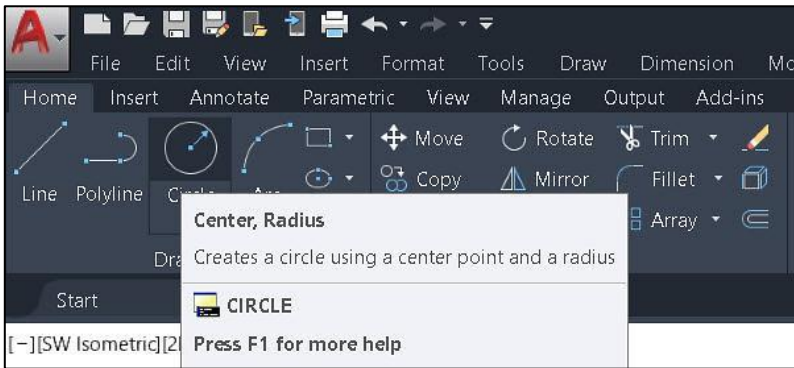 File Edit View Insert Format Tools Draw Dimension
Home Insert Annotate Parametric View Manage Output Add-ins
Line Polyline
Move Rotate Trim
Copy Mirror Fillet
Array
Center, Radius
Creates a circle using a center point and a radius
CIRCLE
Press F1 for more help
Start
[−][SW Isometric][2